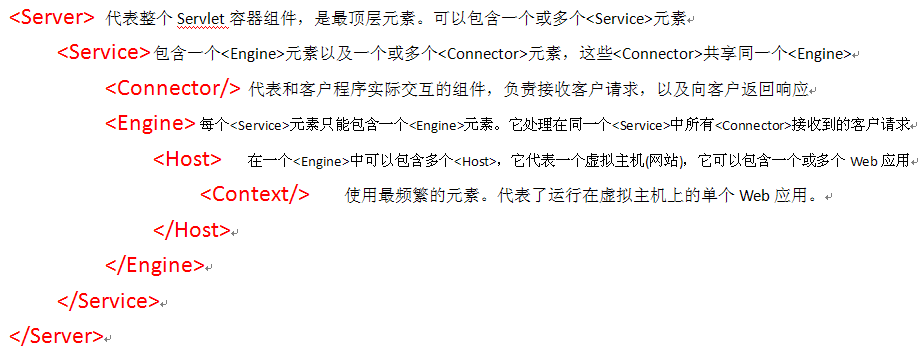 <Server> 代表整个 Servlet 容器组件，是最顶层元素。可以包含一个或多个<Service>元素
<Service>包含一个<Engine>元素以及一个或多个<Connector>元素，这些<Connector>共享同一个<Engine>
<Connector/> 代表和客户程序实际交互的组件，负责接收客户请求，以及向客户返回响应
<Engine> 每个<Service>元素只能包含一个<Engine>元素。它处理在同一个<Service>中所有<Connector>接收到的客户请求
<Host> 在一个<Engine>中可以包含多个<Host>，它代表一个虚拟主机(网站)，它可以包含一个或多个 Web 应用
<Context/> 使用最频繁的元素。代表了运行在虚拟主机上的单个 Web 应用。
</Host>
</Engine>
</Service>
</Server>